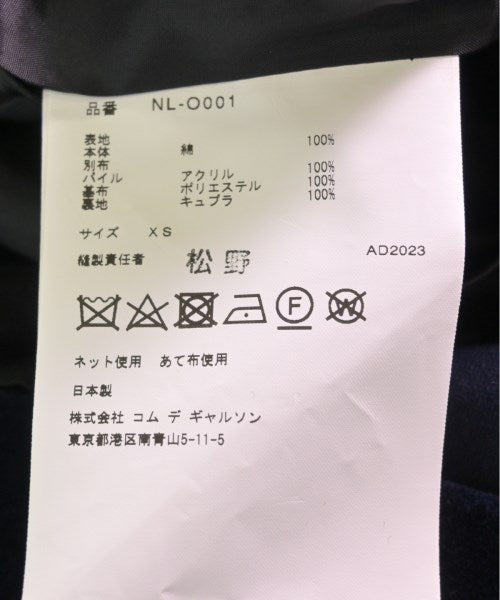 品番 NL-O001
表地
本体 綿 100%
別布
パイル アクリル 100%
基布 ポリエステル 100%
裏地 キュプラ 100%
サイズ XS
縫製責任者 松野 AD2023
F W
ネット使用 あて布使用
日本製
株式会社 コム デ ギャルソン
東京都港区南青山5-11-5